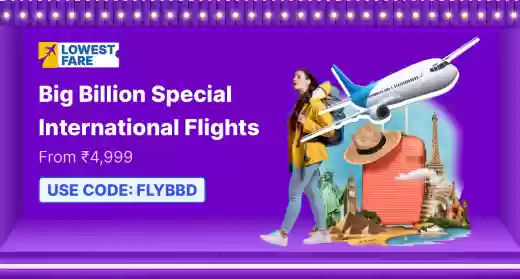 LOWEST
FARE
Big Billion Special
International Flights
From ₹4,999
USE CODE: FLYBBD